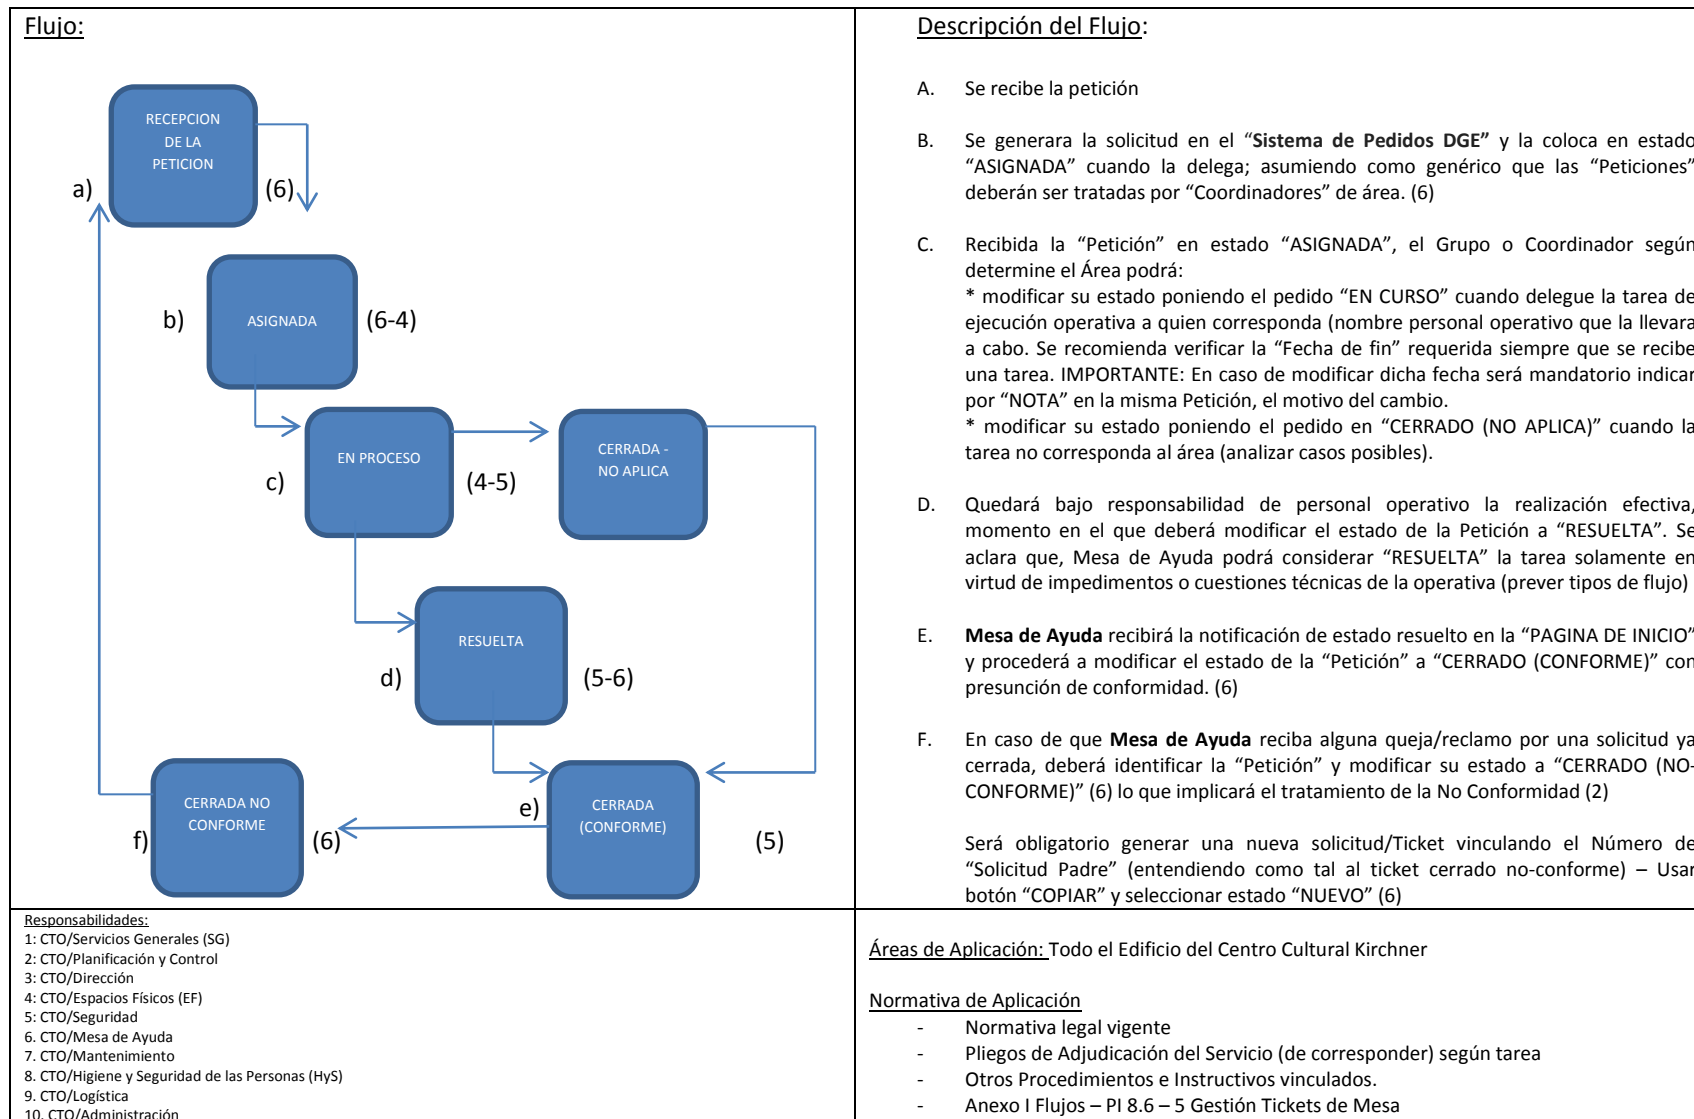 Flujo:
RECEPCION
DE LA
PETICION
a)
(6)
b)
ASIGNADA
(6-4)
EN PROCESO
c)
(4-5)
CERRADA -
NO APLICA
RESUELTA
d)
(5-6)
CERRADA NO
CONFORME
f)
(6)
e)
CERRADA
(CONFORME)
(5)
Descripción del Flujo:
A. Se recibe la petición
B. Se generara la solicitud en el “Sistema de Pedidos DGE” y la coloca en estado
“ASIGNADA” cuando la delega; asumiendo como genérico que las “Peticiones”
deberán ser tratadas por “Coordinadores” de área. (6)
C. Recibida la “Petición” en estado “ASIGNADA”, el Grupo o Coordinador según
determine el Área podrá:
* modificar su estado poniendo el pedido “EN CURSO” cuando delegue la tarea de
ejecución operativa a quien corresponda (nombre personal operativo que la llevara
a cabo. Se recomienda verificar la “Fecha de fin” requerida siempre que se recibe
una tarea. IMPORTANTE: En caso de modificar dicha fecha será mandatorio indicar
por “NOTA” en la misma Petición, el motivo del cambio.
* modificar su estado poniendo el pedido en “CERRADO (NO APLICA)” cuando la
tarea no corresponda al área (analizar casos posibles).
D. Quedará bajo responsabilidad de personal operativo la realización efectiva,
momento en el que deberá modificar el estado de la Petición a “RESUELTA”. Se
aclara que, Mesa de Ayuda podrá considerar “RESUELTA” la tarea solamente en
virtud de impedimentos o cuestiones técnicas de la operativa (prever tipos de flujo)
E. Mesa de Ayuda recibirá la notificación de estado resuelto en la “PAGINA DE INICIO”
y procederá a modificar el estado de la “Petición” a “CERRADO (CONFORME)” con
presunción de conformidad. (6)
F. En caso de que Mesa de Ayuda reciba alguna queja/reclamo por una solicitud ya
cerrada, deberá identificar la “Petición” y modificar su estado a “CERRADO (NO-
CONFORME)” (6) lo que implicará el tratamiento de la No Conformidad (2)
Será obligatorio generar una nueva solicitud/Ticket vinculando el Número de
“Solicitud Padre” (entendiendo como tal al ticket cerrado no-conforme) – Usar
botón “COPIAR” y seleccionar estado “NUEVO” (6)
Responsabilidades:
1: CTO/Servicios Generales (SG)
2: CTO/Planificación y Control
3: CTO/Dirección
4: CTO/Espacios Físicos (EF)
5: CTO/Seguridad
6. CTO/Mesa de Ayuda
7. CTO/Mantenimiento
8. CTO/Higiene y Seguridad de las Personas (HyS)
9. CTO/Logística
10. CTO/Administración
Áreas de Aplicación: Todo el Edificio del Centro Cultural Kirchner
Normativa de Aplicación
- Normativa legal vigente
- Pliegos de Adjudicación del Servicio (de corresponder) según tarea
- Otros Procedimientos e Instructivos vinculados.
- Anexo I Flujos – PI 8.6 – 5 Gestión Tickets de Mesa